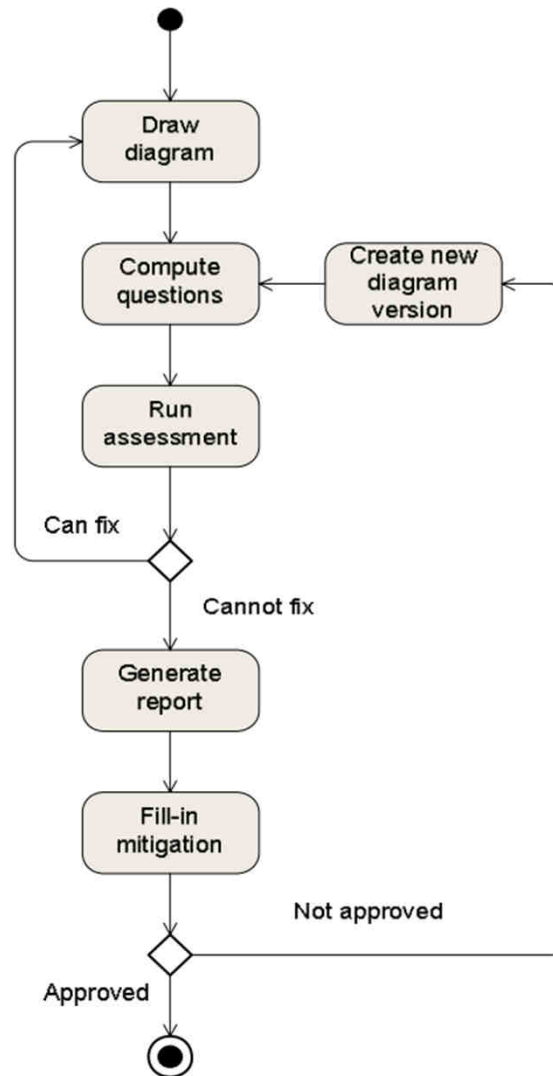 Draw
diagram
Compute
questions
Create new
diagram
version
Run
assessment
Can fix
Cannot fix
Generate
report
Fill-in
mitigation
Not approved
Approved